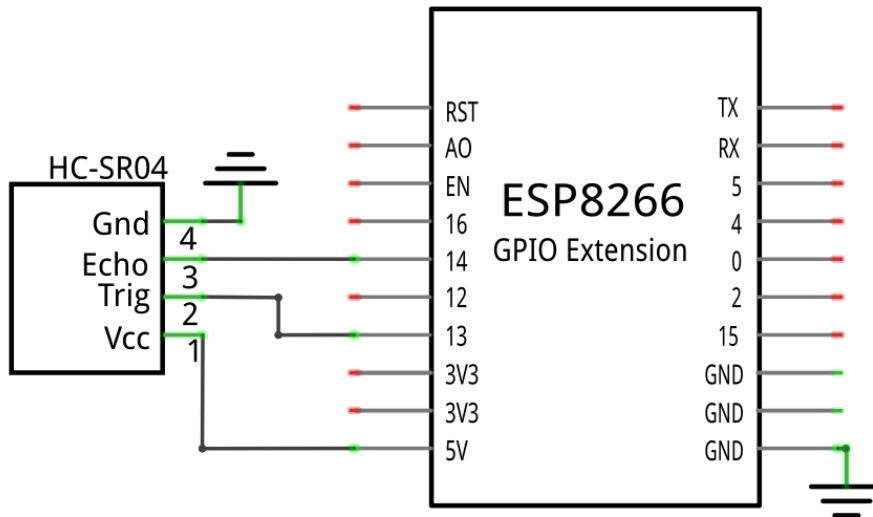 HC-SR04
Gnd
4
Echo
3
Trig
2
Vcc
1
ESP8266
GPIO Extension
RST
AO
EN
16
14
12
13
3V3
3V3
5V
TX
RX
5
4
0
2
15
GND
GND
GND